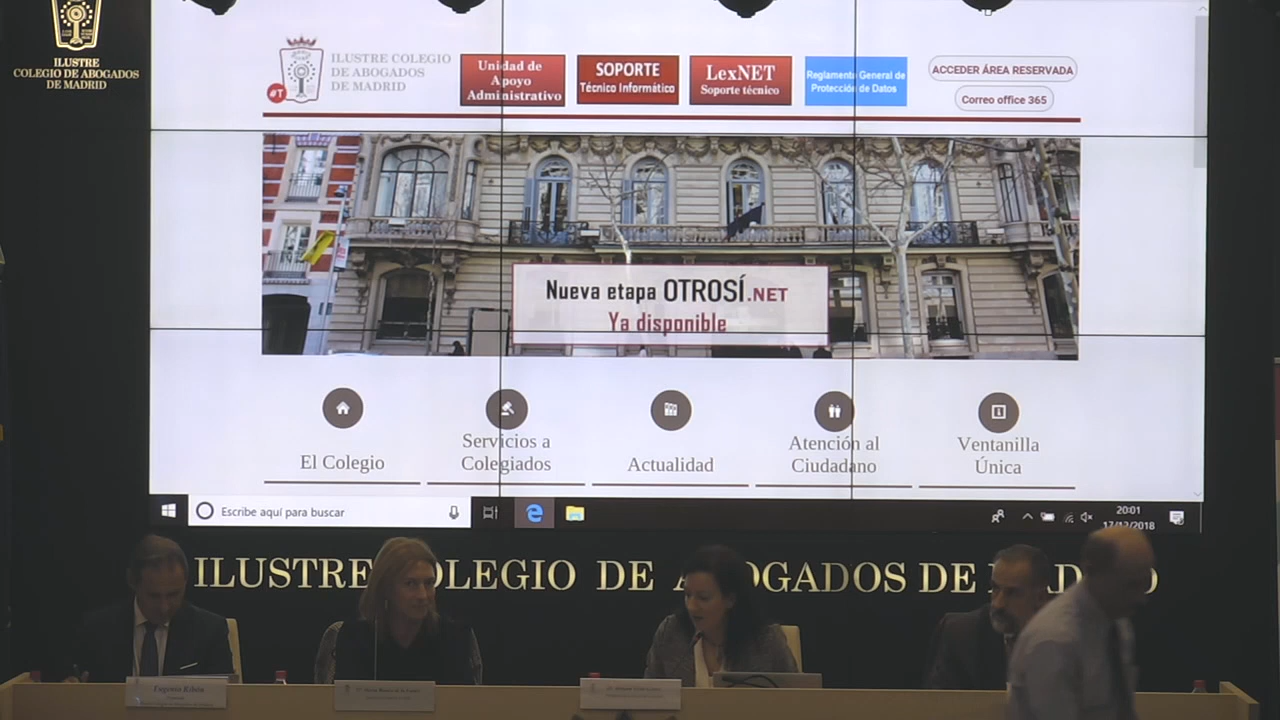 ILUSTRE
COLEGIO DE ABOGADOS
DE MADRID
ILUSTRE COLEGIO
DE ABOGADOS
DE MADRID
#T
Unidad de
Apoyo
Administrativo
SOPORTE
Técnico Informático
LexNET
Soporte técnico
Reglamento General de
Protección de Datos
ACCEDER ÁREA RESERVADA
Correo office 365
Nueva etapa OTROSÍ.NET
Ya disponible
El Colegio
Servicios a
Colegiados
Actualidad
Atención al
Ciudadano
Ventanilla
Única
Escribe aquí para buscar
20:01
17/12/2018
ILUSTRE COLEGIO DE ABOGADOS DE MADRID
Eugenio Ribón